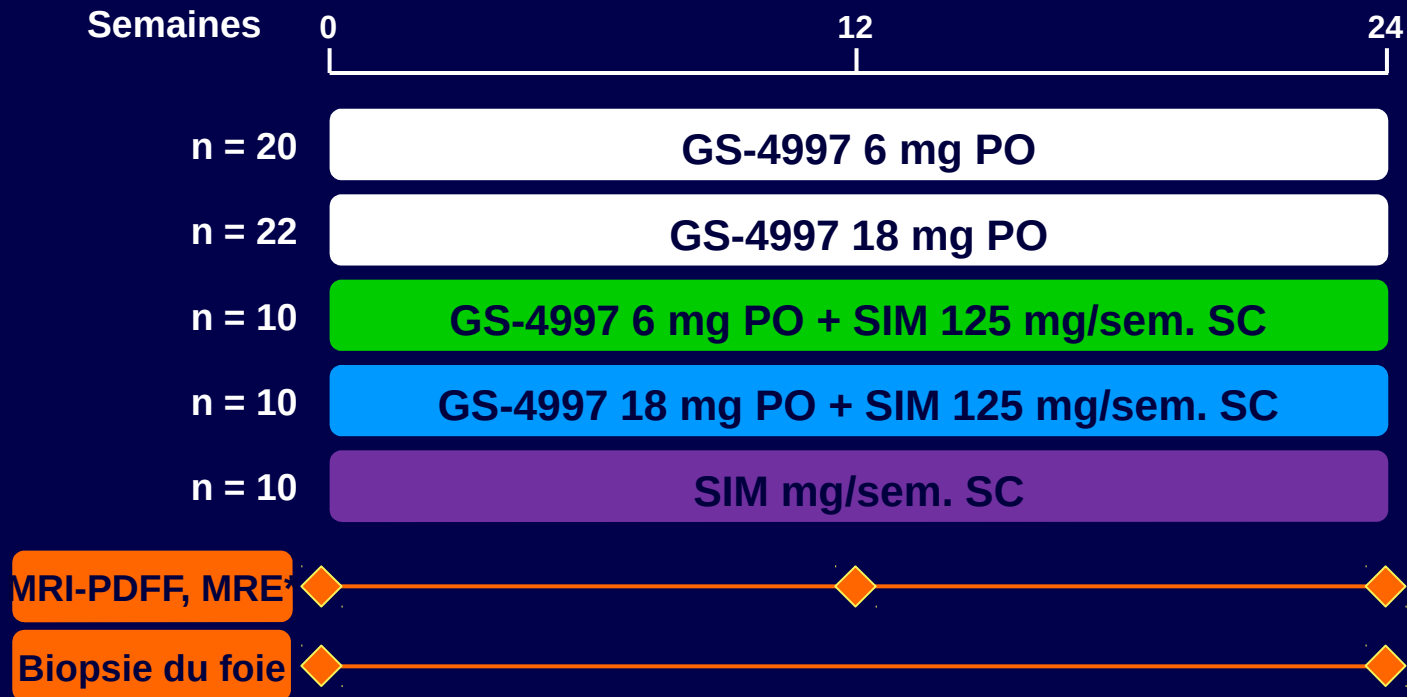 Semaines 0 12 24
n = 20 GS-4997 6 mg PO
n = 22 GS-4997 18 mg PO
n = 10 GS-4997 6 mg PO + SIM 125 mg/sem. SC
n = 10 GS-4997 18 mg PO + SIM 125 mg/sem. SC
n = 10 SIM mg/sem. SC
MRI-PDFF, MRE*
Biopsie du foie